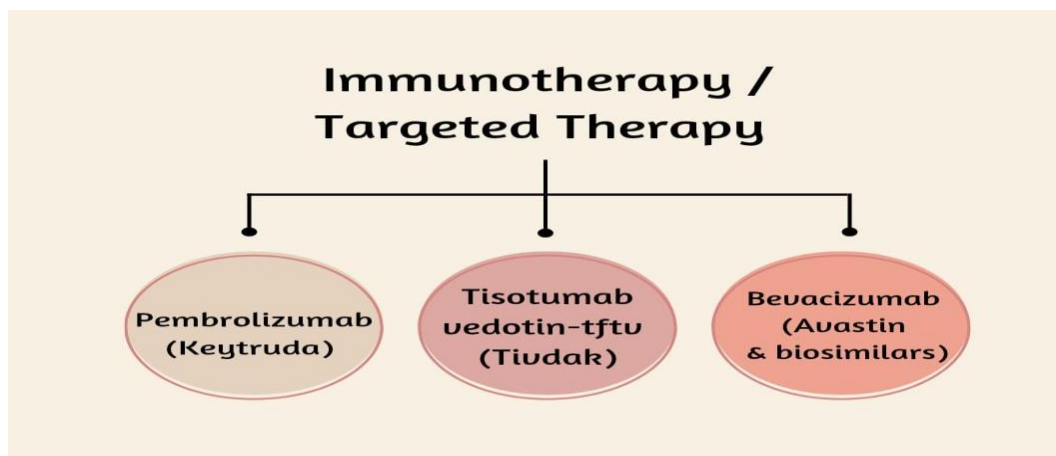 Immunotherapy /
Targeted Therapy
Pembrolizumab
(Keytruda)
Tisotumab
vedotin-tftv
(Tivdak)
Bevacizumab
(Avastin
& biosimilars)